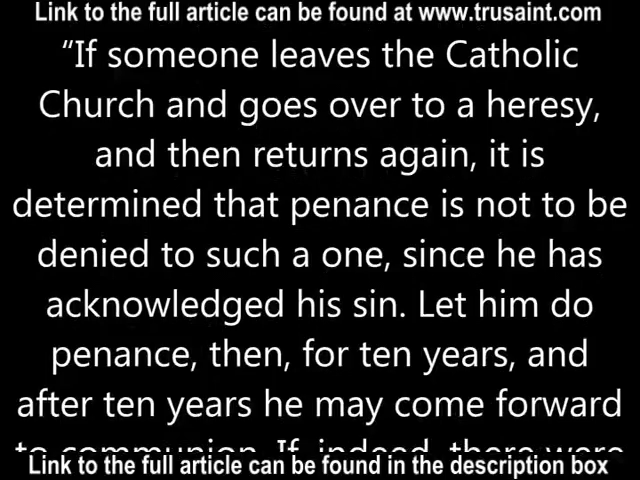 Link to the full article can be found at www.trusaint.com
“If someone leaves the Catholic
Church and goes over to a heresy,
and then returns again, it is
determined that penance is not to be
denied to such a one, since he has
acknowledged his sin. Let him do
penance, then, for ten years, and
after ten years he may come forward
to communion. If, indeed, there were
Link to the full article can be found in the description box